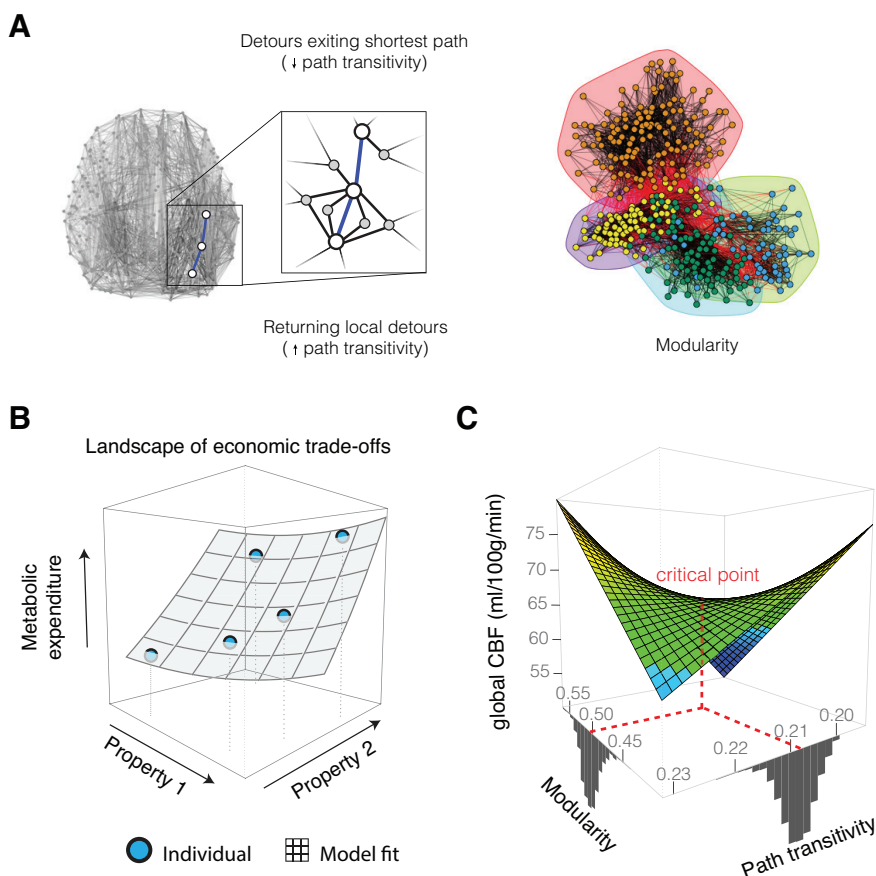 A
Detours exiting shortest path
(↓ path transitivity)
Returning local detours
(↑ path transitivity)
Modularity
B
Landscape of economic trade-offs
Metabolic
expenditure
Property 1
Property 2
Individual
Model fit
C
global CBF (ml/100g/min)
75
70
65
60
55
critical point
0.55
0.50
0.45
0.23
0.22
0.21
0.20
Modularity
Path transitivity